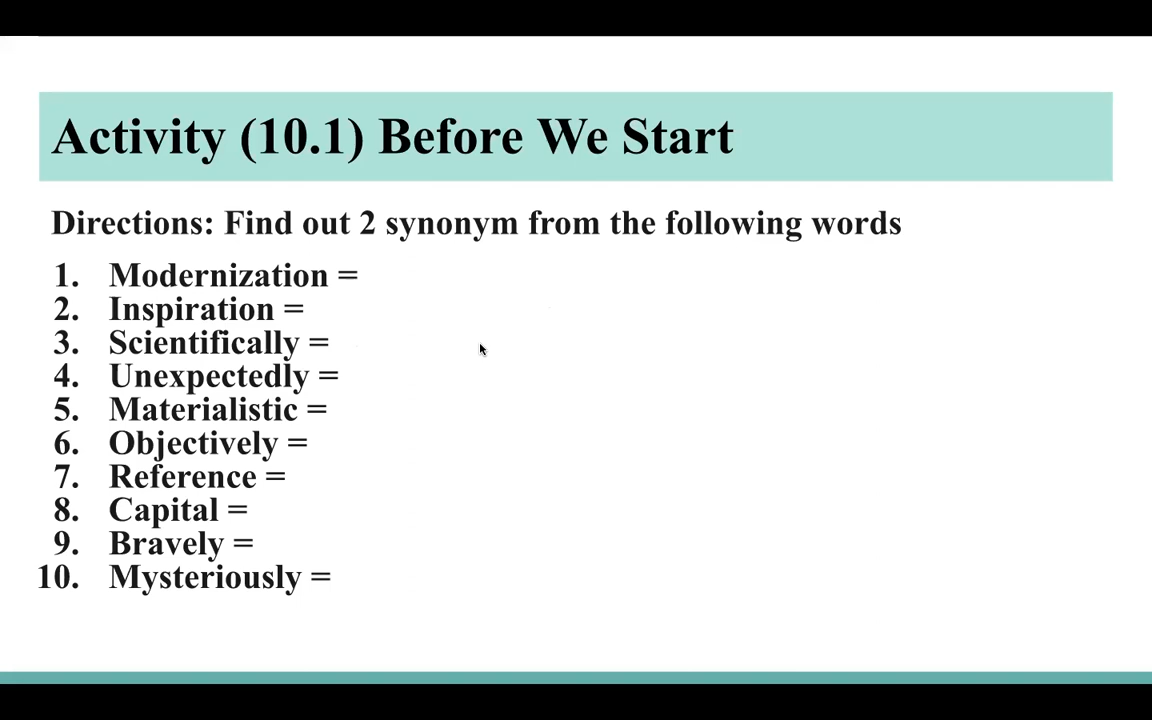 Activity (10.1) Before We Start
Directions: Find out 2 synonym from the following words
1. Modernization =
2. Inspiration =
3. Scientifically =
4. Unexpectedly =
5. Materialistic =
6. Objectively =
7. Reference =
8. Capital =
9. Bravely =
10. Mysteriously =